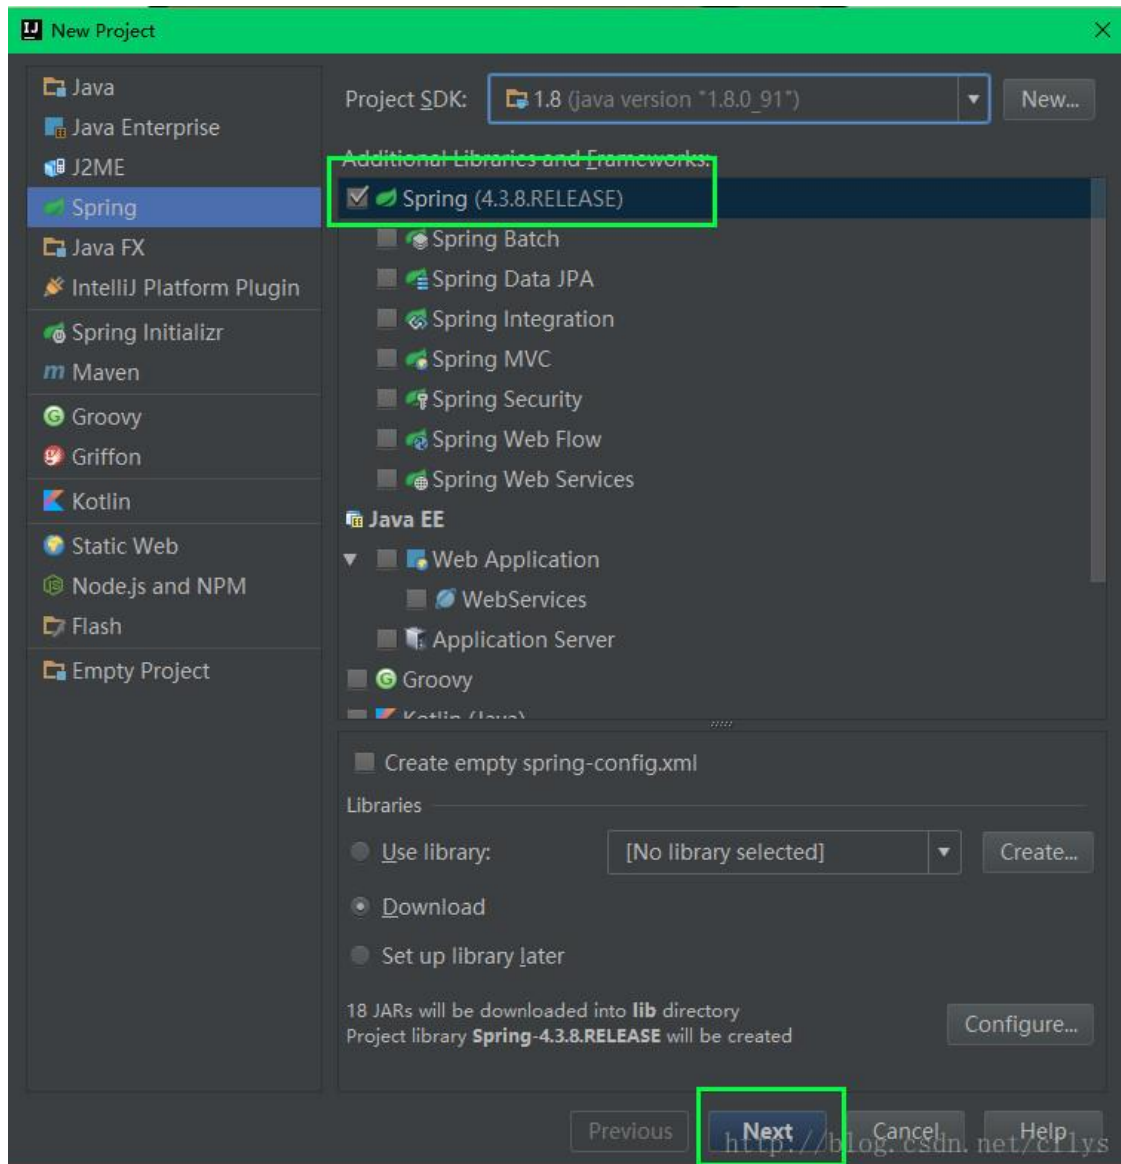 New Project
Java
Java Enterprise
J2ME
Spring
Java FX
IntelliJ Platform Plugin
Spring Initializr
Maven
Groovy
Griffon
Kotlin
Static Web
Node.js and NPM
Flash
Empty Project
Project SDK: 1.8 (java version "1.8.0_91") New...
Additional Libraries and Frameworks:
Spring (4.3.8.RELEASE)
Spring Batch
Spring Data JPA
Spring Integration
Spring MVC
Spring Security
Spring Web Flow
Spring Web Services
Java EE
Web Application
WebServices
Application Server
Groovy
Kotlin (Java)
Create empty spring-config.xml
Libraries
Use library: [No library selected] Create...
Download
Set up library later
18 JARs will be downloaded into lib directory
Project library Spring-4.3.8.RELEASE will be created
Configure...
Previous Next Cancel Help